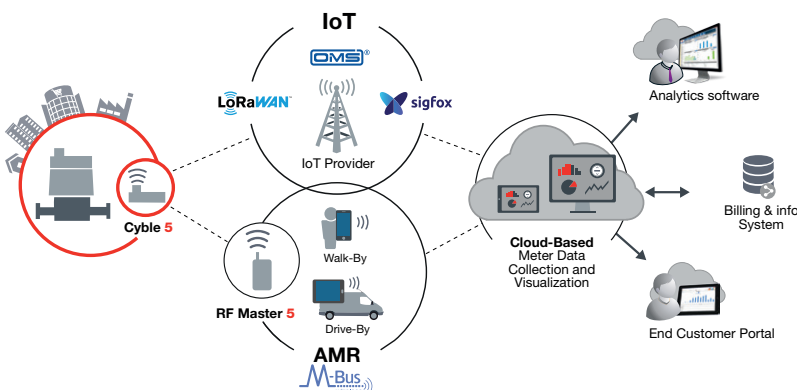 IoT
OMS®
LoRaWAN™
sigfox
IoT Provider
Cyble 5
RF Master 5
Walk-By
Drive-By
AMR
M-Bus
Cloud-Based
Meter Data
Collection and
Visualization
Analytics software
Billing & info
System
End Customer Portal